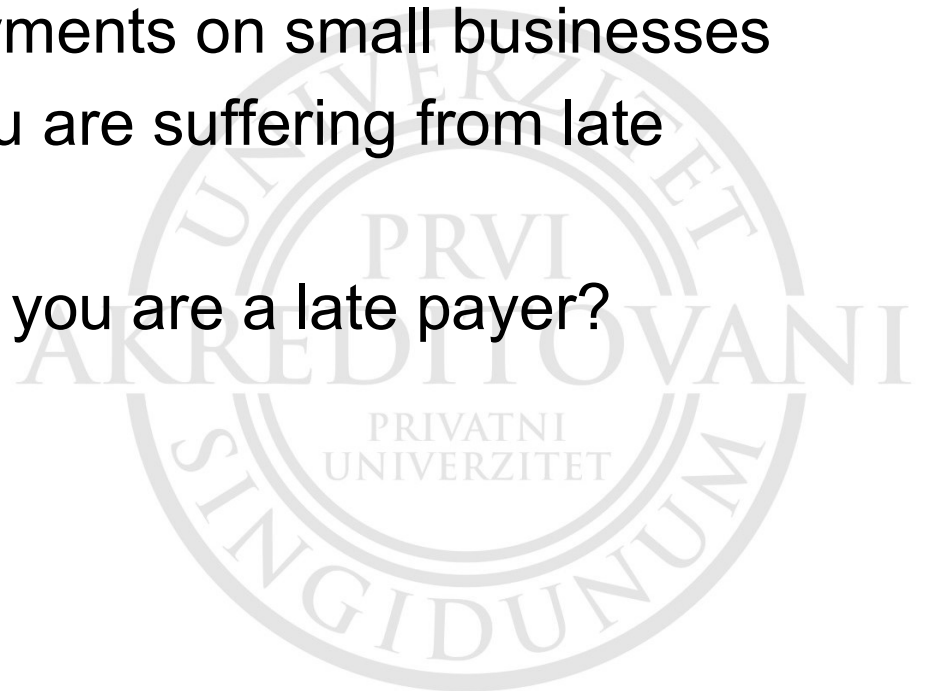 yments on small businesses
u are suffering from late
you are a late payer?
UNIVERZITET
PRVI
AKREDITOVANI
PRIVATNI
UNIVERZITET
SINGIDUNUM